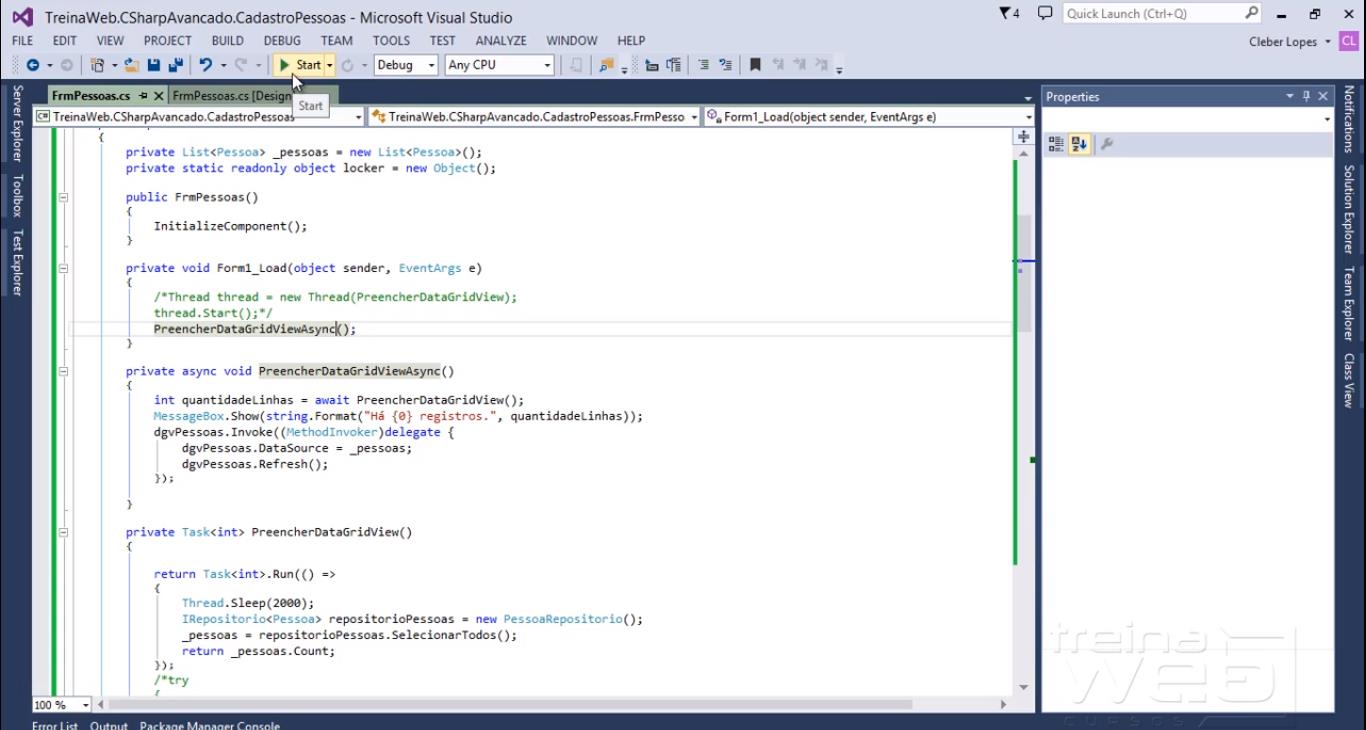 TreinaWeb.CSharpAvancado.CadastroPessoas - Microsoft Visual Studio
4
Quick Launch (Ctrl+Q)
FILE EDIT VIEW PROJECT BUILD DEBUG TEAM TOOLS TEST ANALYZE WINDOW HELP
Cleber Lopes
CL
Start
Debug
Any CPU
FrmPessoas.cs
FrmPessoas.cs [Design
Start
TreinaWeb.CSharpAvancado.CadastroPessoas
TreinaWeb.CSharpAvancado.CadastroPessoas.FrmPesso
Form1_Load(object sender, EventArgs e)
{
private List<Pessoa> _pessoas = new List<Pessoa>();
private static readonly object locker = new Object();
public FrmPessoas()
{
InitializeComponent();
}
private void Form1_Load(object sender, EventArgs e)
{
/*Thread thread = new Thread(PreencherDataGridView);
thread.Start();*/
PreencherDataGridViewAsync();
}
private async void PreencherDataGridViewAsync()
{
int quantidadeLinhas = await PreencherDataGridView();
MessageBox.Show(string.Format("Há {0} registros.", quantidadeLinhas));
dgvPessoas.Invoke((MethodInvoker)delegate {
dgvPessoas.DataSource = _pessoas;
dgvPessoas.Refresh();
});
}
private Task<int> PreencherDataGridView()
{
return Task<int>.Run(() =>
{
Thread.Sleep(2000);
IRepositorio<Pessoa> repositorioPessoas = new PessoaRepositorio();
_pessoas = repositorioPessoas.SelecionarTodos();
return _pessoas.Count;
});
/*try
{
100 %
Error List Output Package Manager Console
Server Explorer
Toolbox
Test Explorer
Properties
Notifications
Solution Explorer
Team Explorer
Class View
treina
web
CURSOS